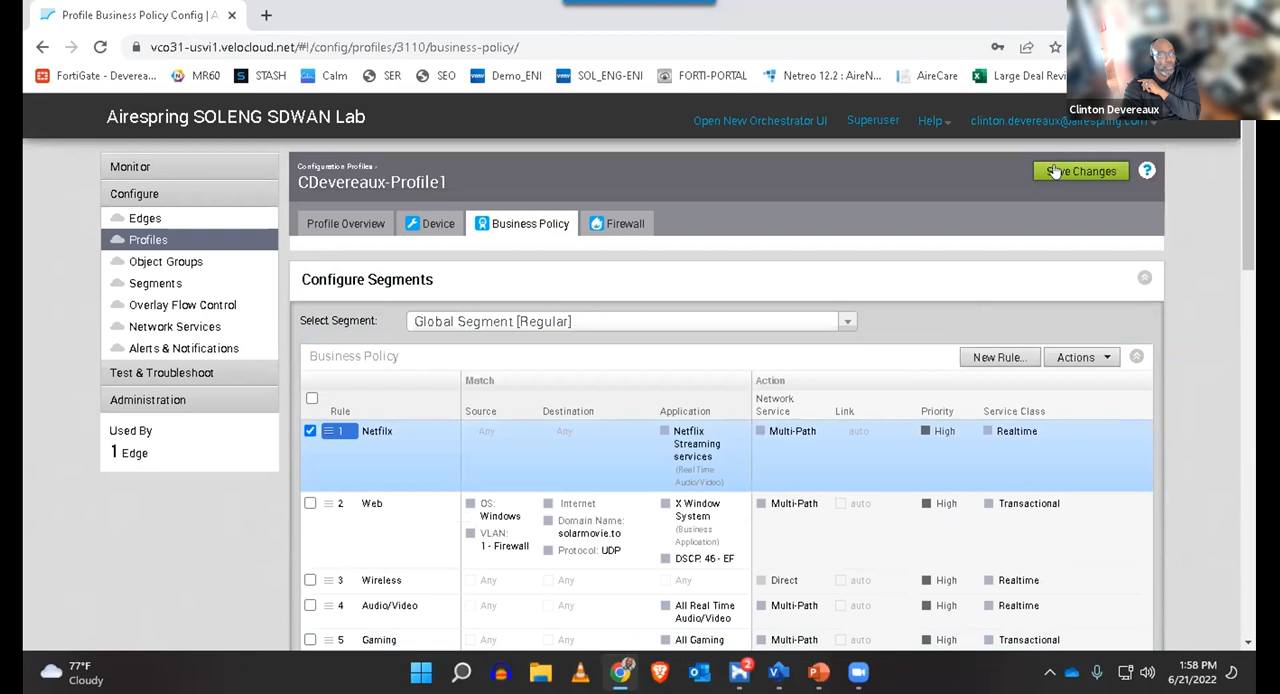 Profile Business Policy Config | A
vco31-usvi1.velocloud.net/#!/config/profiles/3110/business-policy/
FortiGate - Deverea...
MR60
STASH
Calm
SER
SEO
Demo_ENI
SOL_ENG-ENI
FORTI-PORTAL
Netreo 12.2 : AireN...
AireCare
Large Deal Revi
Clinton Devereaux
Airespring SOLENG SDWAN Lab
Open New Orchestrator UI
Superuser
Help
clinton.devereaux@airespring.com
Monitor
Configure
Edges
Profiles
Object Groups
Segments
Overlay Flow Control
Network Services
Alerts & Notifications
Test & Troubleshoot
Administration
Used By
1 Edge
Configuration Profiles -
CDevereaux-Profile1
Save Changes
?
Profile Overview
Device
Business Policy
Firewall
Configure Segments
Select Segment:
Global Segment [Regular]
Business Policy
New Rule...
Actions
Match
Action
Rule
Source
Destination
Application
Network
Service
Link
Priority
Service Class
1
Netfilx
Any
Any
Netflix
Streaming
services
(Real Time
Audio/Video)
Multi-Path
auto
High
Realtime
2
Web
OS:
Windows
VLAN:
1 - Firewall
Internet
Domain Name:
solarmovie.to
Protocol: UDP
X Window
System
(Business
Application)
DSCP: 46 - EF
Multi-Path
auto
High
Transactional
3
Wireless
Any
Any
Any
Direct
auto
High
Realtime
4
Audio/Video
Any
Any
All Real Time
Audio/Video
Multi-Path
auto
High
Realtime
5
Gaming
Any
Any
All Gaming
Multi-Path
auto
High
Transactional
77°F
Cloudy
2
1:58 PM
6/21/2022